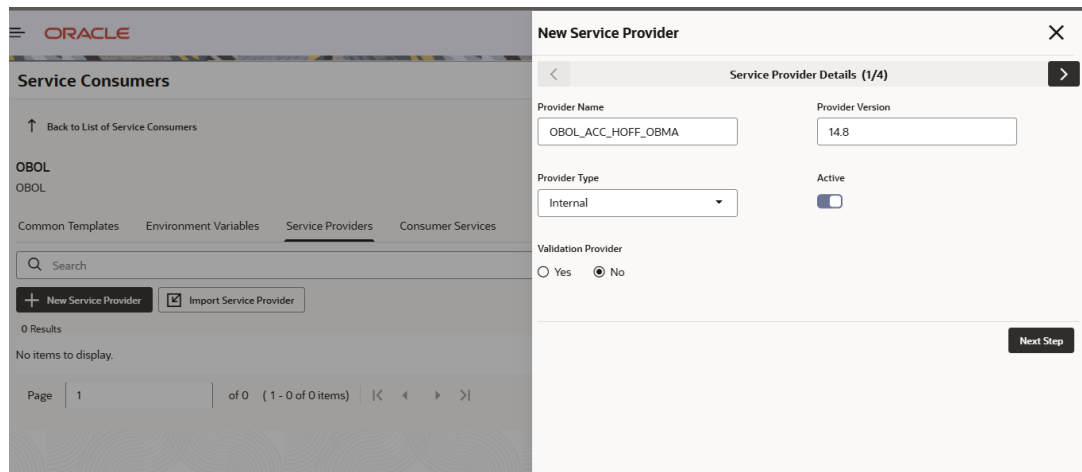 ORACLE
Service Consumers
Back to List of Service Consumers
OBOL
OBOL
Common Templates Environment Variables Service Providers Consumer Services
Search
New Service Provider Import Service Provider
0 Results
No items to display.
Page 1 of 0 ( 1 - 0 of 0 items)
New Service Provider
Service Provider Details (1/4)
Provider Name Provider Version
OBOL_ACC_HOFF_OBMA 14.8
Provider Type Active
Internal
Validation Provider
Yes No
Next Step